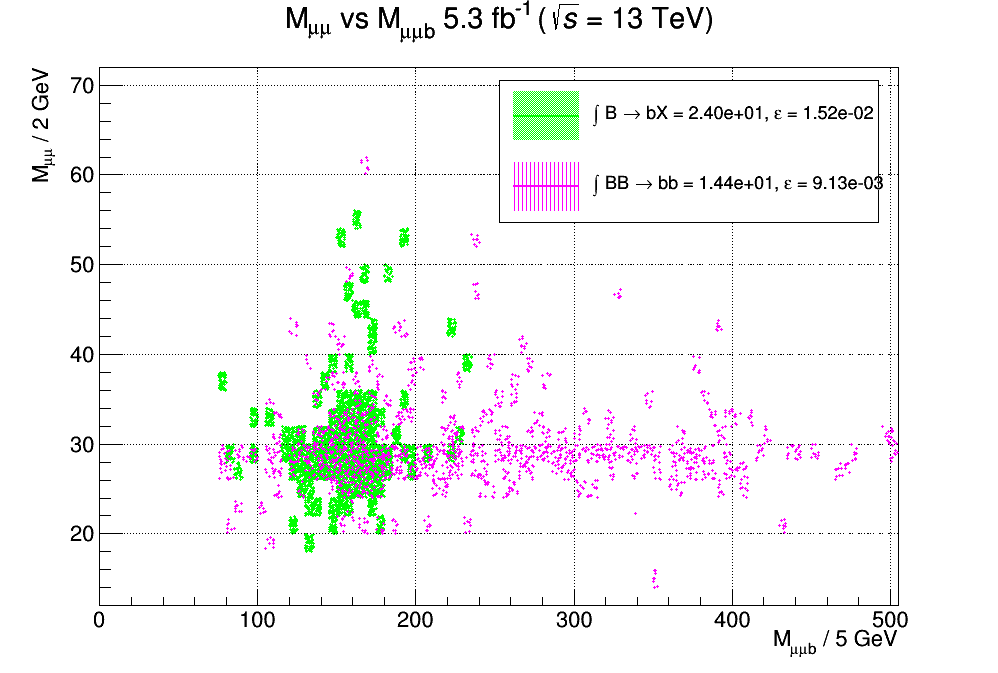 Mμμ vs Mμμb 5.3 fb-1 (√s = 13 TeV)
Mμμ / 2 GeV
70
60
50
40
30
20
∫ B → bX = 2.40e+01, ε = 1.52e-02
∫ BB → bb = 1.44e+01, ε = 9.13e-03
0 100 200 300 400 500
Mμμb / 5 GeV